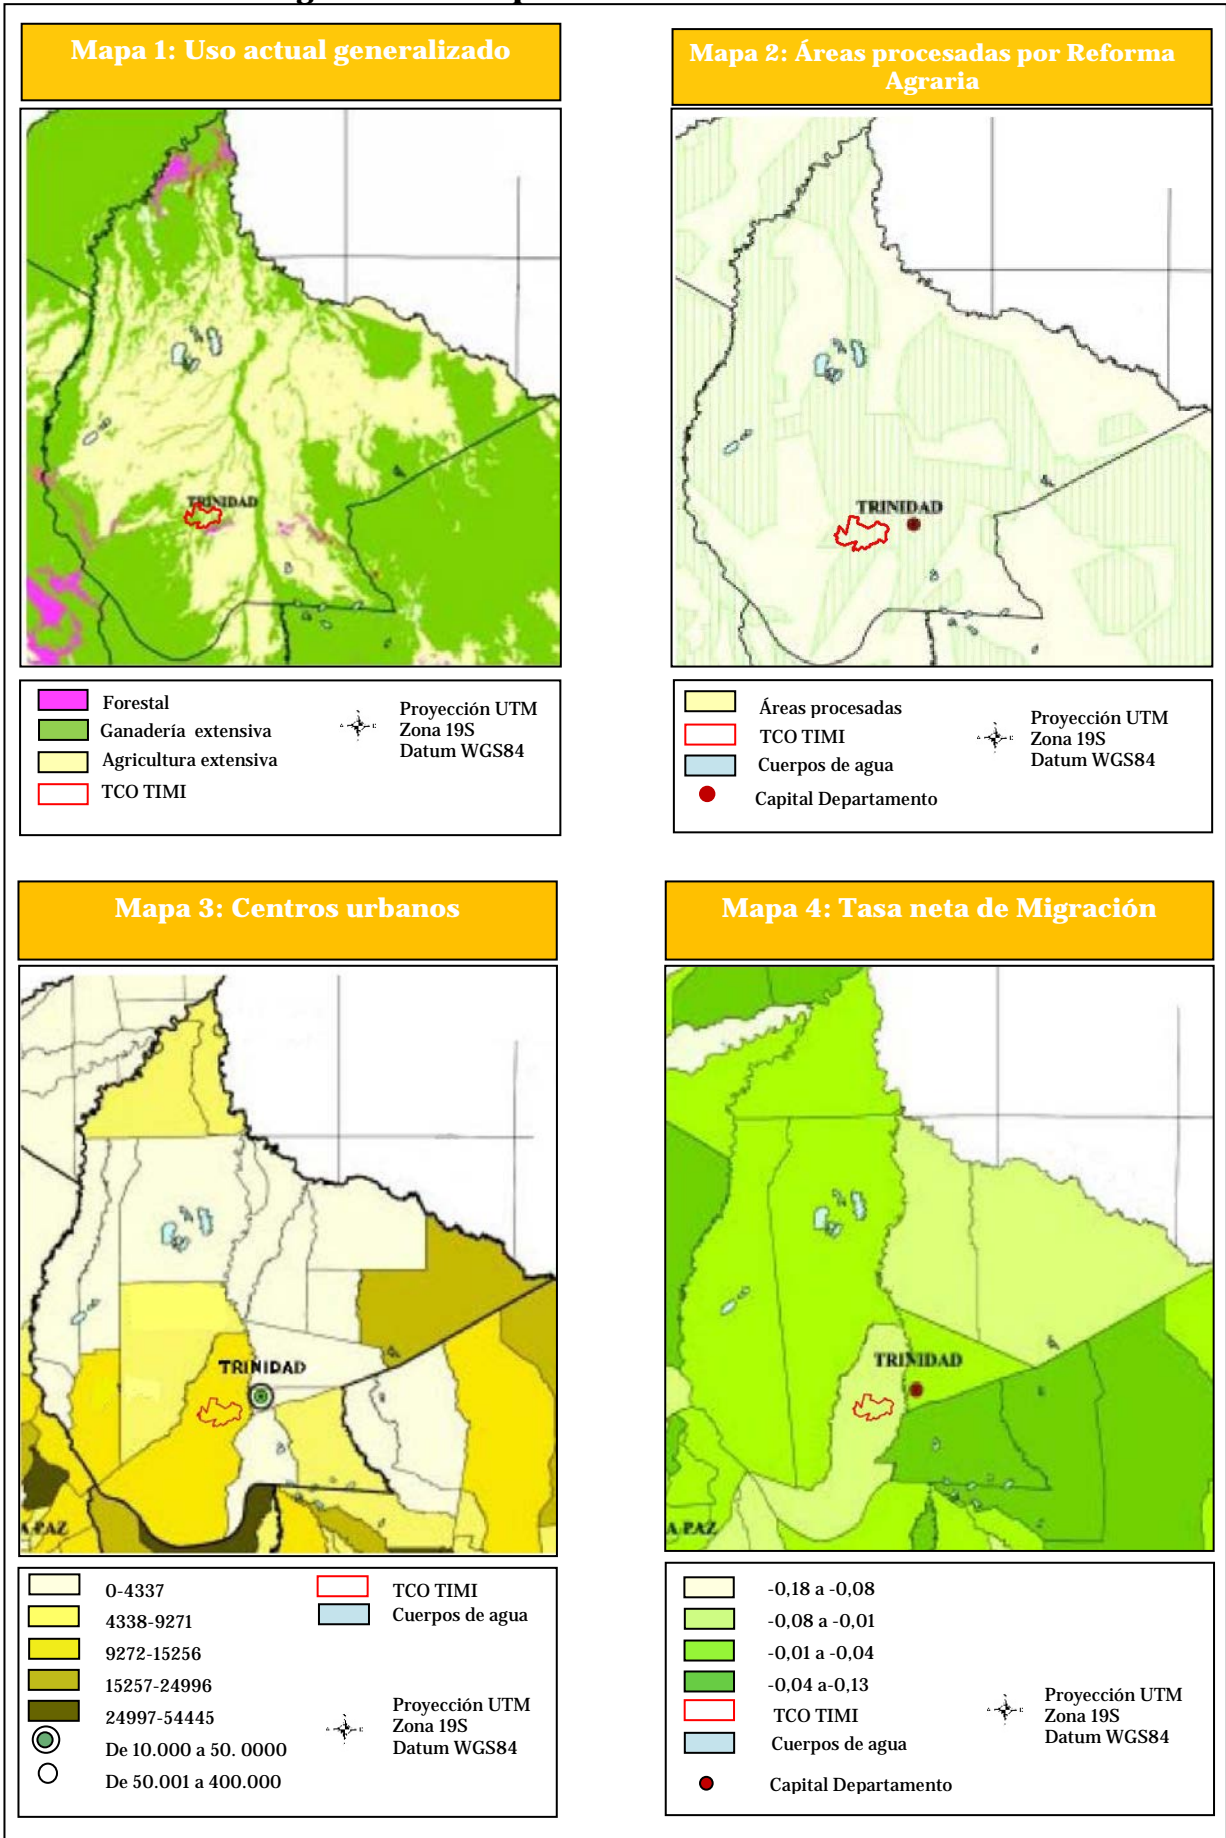 Mapa 1: Uso actual generalizado
Mapa 2: Áreas procesadas por Reforma
Agraria
TRINIDAD
TRINIDAD
Forestal
Ganadería extensiva
Agricultura extensiva
TCO TIMI
Proyección UTM
Zona 19S
Datum WGS84
Áreas procesadas
TCO TIMI
Cuerpos de agua
Capital Departamento
Proyección UTM
Zona 19S
Datum WGS84
Mapa 3: Centros urbanos
Mapa 4: Tasa neta de Migración
TRINIDAD
A PAZ
TRINIDAD
A PAZ
0-4337
4338-9271
9272-15256
15257-24996
24997-54445
De 10.000 a 50. 0000
De 50.001 a 400.000
TCO TIMI
Cuerpos de agua
Proyección UTM
Zona 19S
Datum WGS84
-0,18 a -0,08
-0,08 a -0,01
-0,01 a -0,04
-0,04 a-0,13
TCO TIMI
Cuerpos de agua
Capital Departamento
Proyección UTM
Zona 19S
Datum WGS84